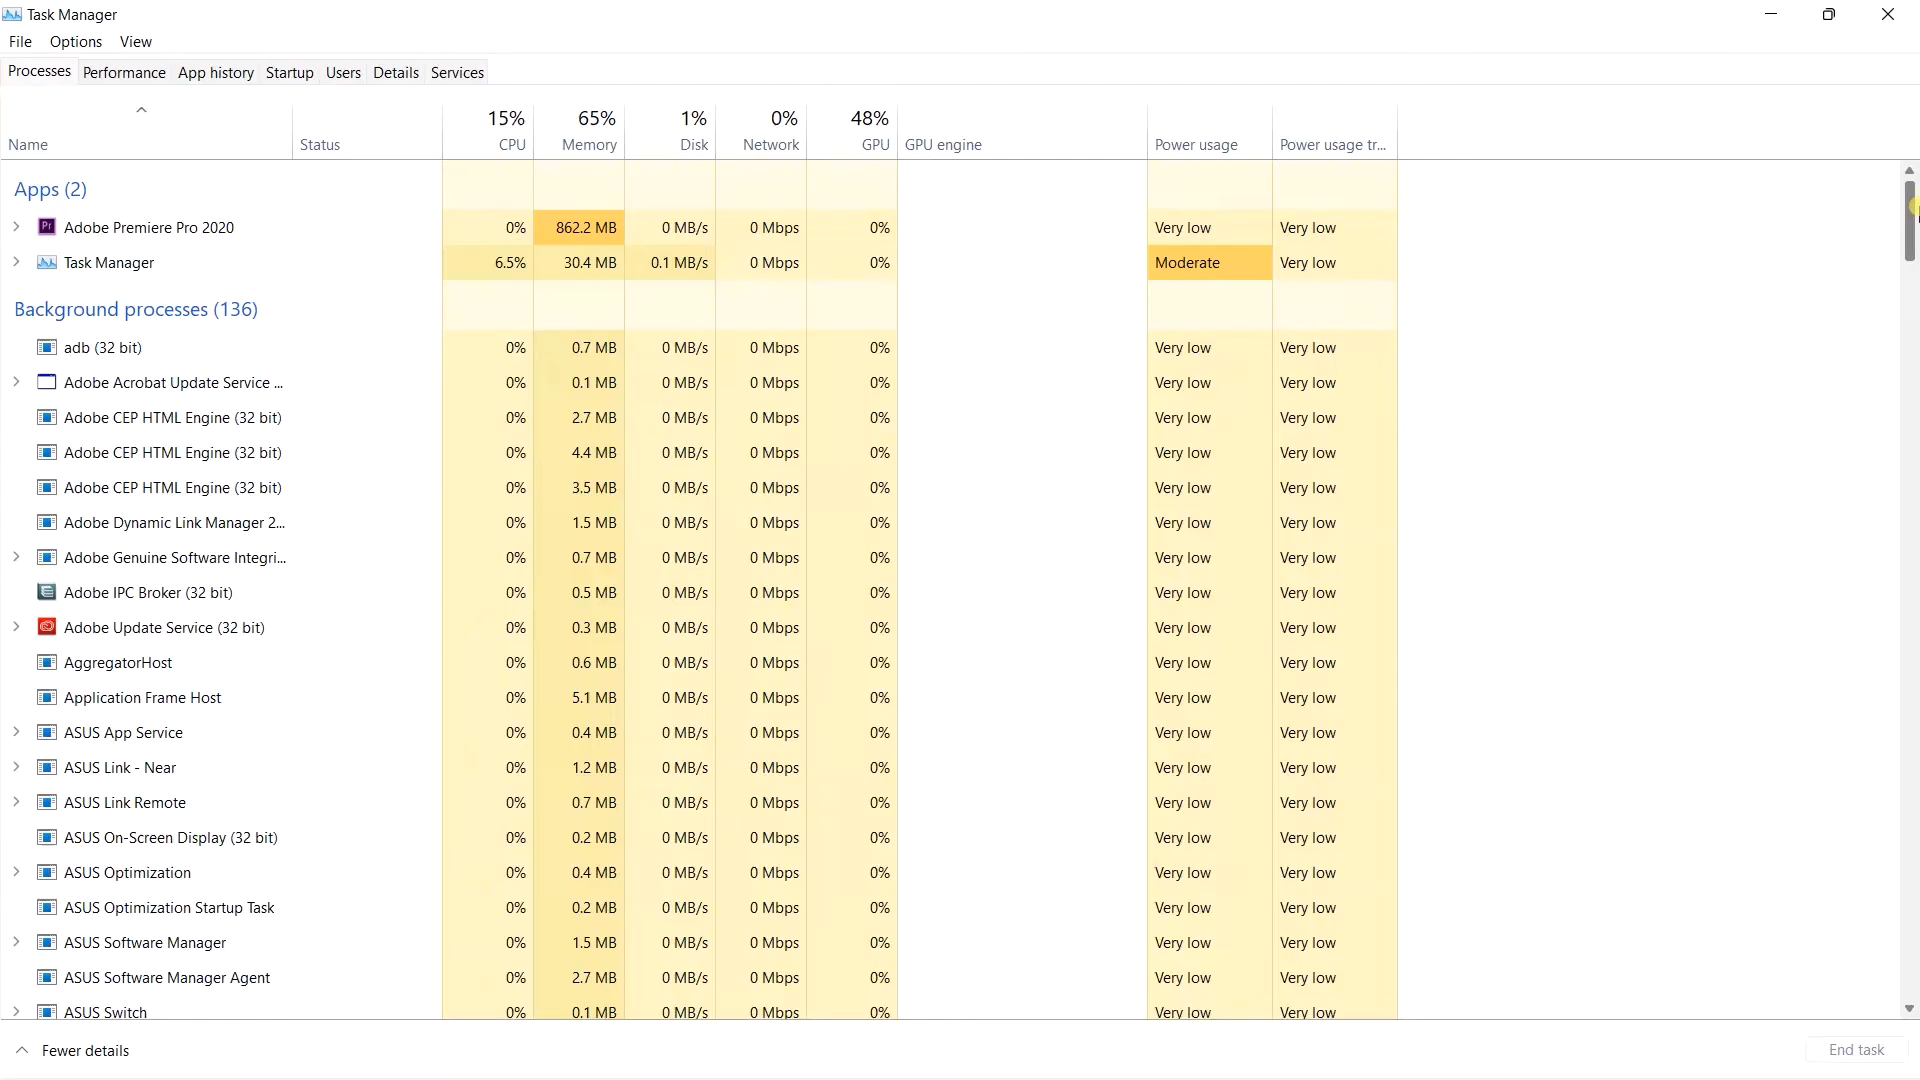 Task Manager
File Options View
Processes Performance App history Startup Users Details Services
15% 65% 1% 0% 48%
Name Status CPU Memory Disk Network GPU GPU engine Power usage Power usage tr...
Apps (2)
Pr Adobe Premiere Pro 2020 0% 862.2 MB 0 MB/s 0 Mbps 0% Very low Very low
Task Manager 6.5% 30.4 MB 0.1 MB/s 0 Mbps 0% Moderate Very low
Background processes (136)
adb (32 bit) 0% 0.7 MB 0 MB/s 0 Mbps 0% Very low Very low
Adobe Acrobat Update Service ... 0% 0.1 MB 0 MB/s 0 Mbps 0% Very low Very low
Adobe CEP HTML Engine (32 bit) 0% 2.7 MB 0 MB/s 0 Mbps 0% Very low Very low
Adobe CEP HTML Engine (32 bit) 0% 4.4 MB 0 MB/s 0 Mbps 0% Very low Very low
Adobe CEP HTML Engine (32 bit) 0% 3.5 MB 0 MB/s 0 Mbps 0% Very low Very low
Adobe Dynamic Link Manager 2... 0% 1.5 MB 0 MB/s 0 Mbps 0% Very low Very low
Adobe Genuine Software Integri... 0% 0.7 MB 0 MB/s 0 Mbps 0% Very low Very low
Adobe IPC Broker (32 bit) 0% 0.5 MB 0 MB/s 0 Mbps 0% Very low Very low
Adobe Update Service (32 bit) 0% 0.3 MB 0 MB/s 0 Mbps 0% Very low Very low
AggregatorHost 0% 0.6 MB 0 MB/s 0 Mbps 0% Very low Very low
Application Frame Host 0% 5.1 MB 0 MB/s 0 Mbps 0% Very low Very low
ASUS App Service 0% 0.4 MB 0 MB/s 0 Mbps 0% Very low Very low
ASUS Link - Near 0% 1.2 MB 0 MB/s 0 Mbps 0% Very low Very low
ASUS Link Remote 0% 0.7 MB 0 MB/s 0 Mbps 0% Very low Very low
ASUS On-Screen Display (32 bit) 0% 0.2 MB 0 MB/s 0 Mbps 0% Very low Very low
ASUS Optimization 0% 0.4 MB 0 MB/s 0 Mbps 0% Very low Very low
ASUS Optimization Startup Task 0% 0.2 MB 0 MB/s 0 Mbps 0% Very low Very low
ASUS Software Manager 0% 1.5 MB 0 MB/s 0 Mbps 0% Very low Very low
ASUS Software Manager Agent 0% 2.7 MB 0 MB/s 0 Mbps 0% Very low Very low
ASUS Switch 0% 0.1 MB 0 MB/s 0 Mbps 0% Very low Very low
Fewer details End task